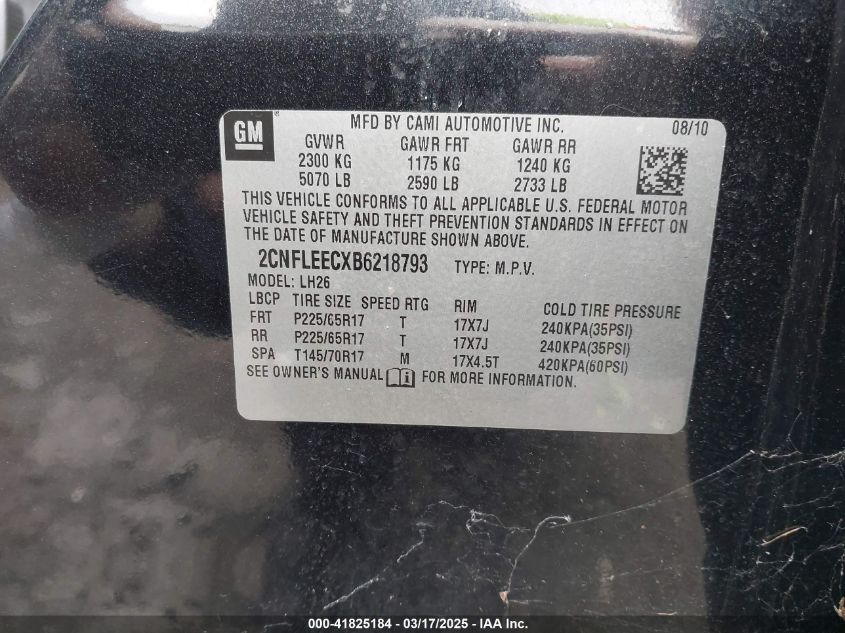 GM
MFD BY CAMI AUTOMOTIVE INC. 08/10
GVWR GAWR FRT GAWR RR
2300 KG 1175 KG 1240 KG
5070 LB 2590 LB 2733 LB
THIS VEHICLE CONFORMS TO ALL APPLICABLE U.S. FEDERAL MOTOR
VEHICLE SAFETY AND THEFT PREVENTION STANDARDS IN EFFECT ON
THE DATE OF MANUFACTURE SHOWN ABOVE.
2CNFLEECXB6218793 TYPE: M.P.V.
MODEL: LH26
LBCP TIRE SIZE SPEED RTG RIM COLD TIRE PRESSURE
FRT P225/65R17 T 17X7J 240KPA(35PSI)
RR P225/65R17 T 17X7J 240KPA(35PSI)
SPA T145/70R17 M 17X4.5T 420KPA(60PSI)
SEE OWNER'S MANUAL FOR MORE INFORMATION.
000-41825184 - 03/17/2025 - IAA Inc.